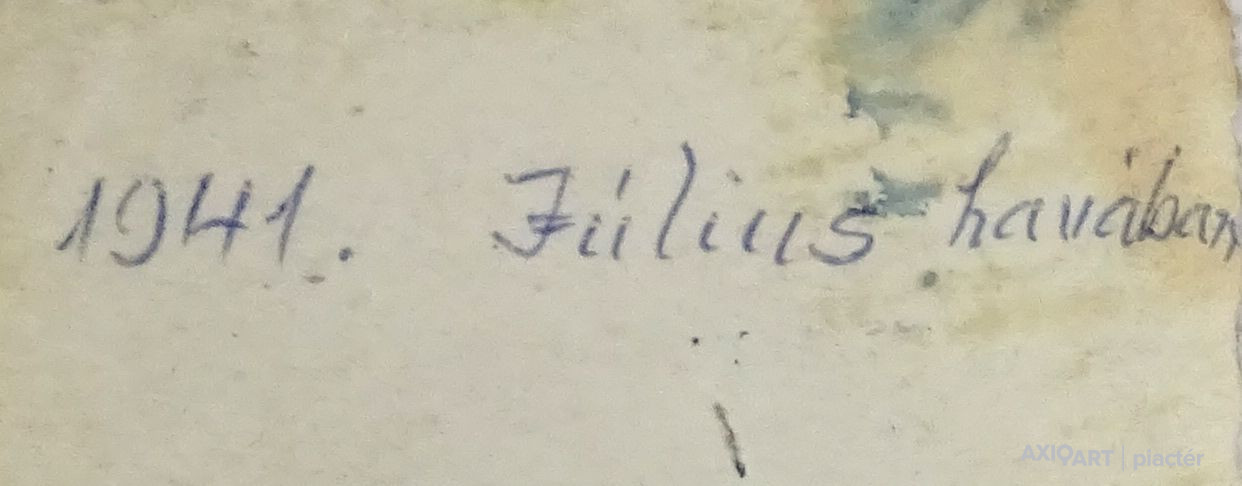 1941. Július havában
AXIOART | piactér